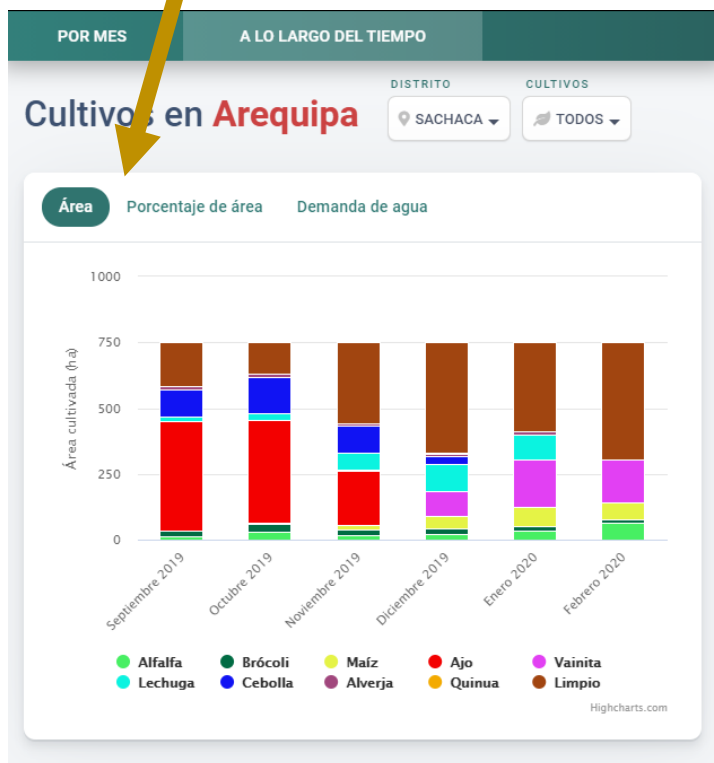 POR MES A LO LARGO DEL TIEMPO
DISTRITO CULTIVOS
Cultivos en Arequipa SACHACA TODOS
Área Porcentaje de área Demanda de agua
1000
750
500
250
0
Área cultivada (ha)
Septiembre 2019 Octubre 2019 Noviembre 2019 Diciembre 2019 Enero 2020 Febrero 2020
Alfalfa Brócoli Maíz Ajo Vainita
Lechuga Cebolla Alverja Quinua Limpio
Highcharts.com